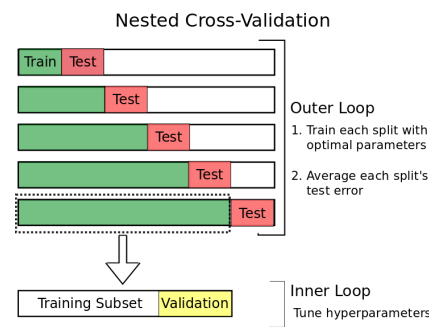 Nested Cross-Validation
Train Test
Test
Test
Test
Test
Outer Loop
1. Train each split with
optimal parameters
2. Average each split's
test error
Training Subset Validation
Inner Loop
Tune hyperparameters